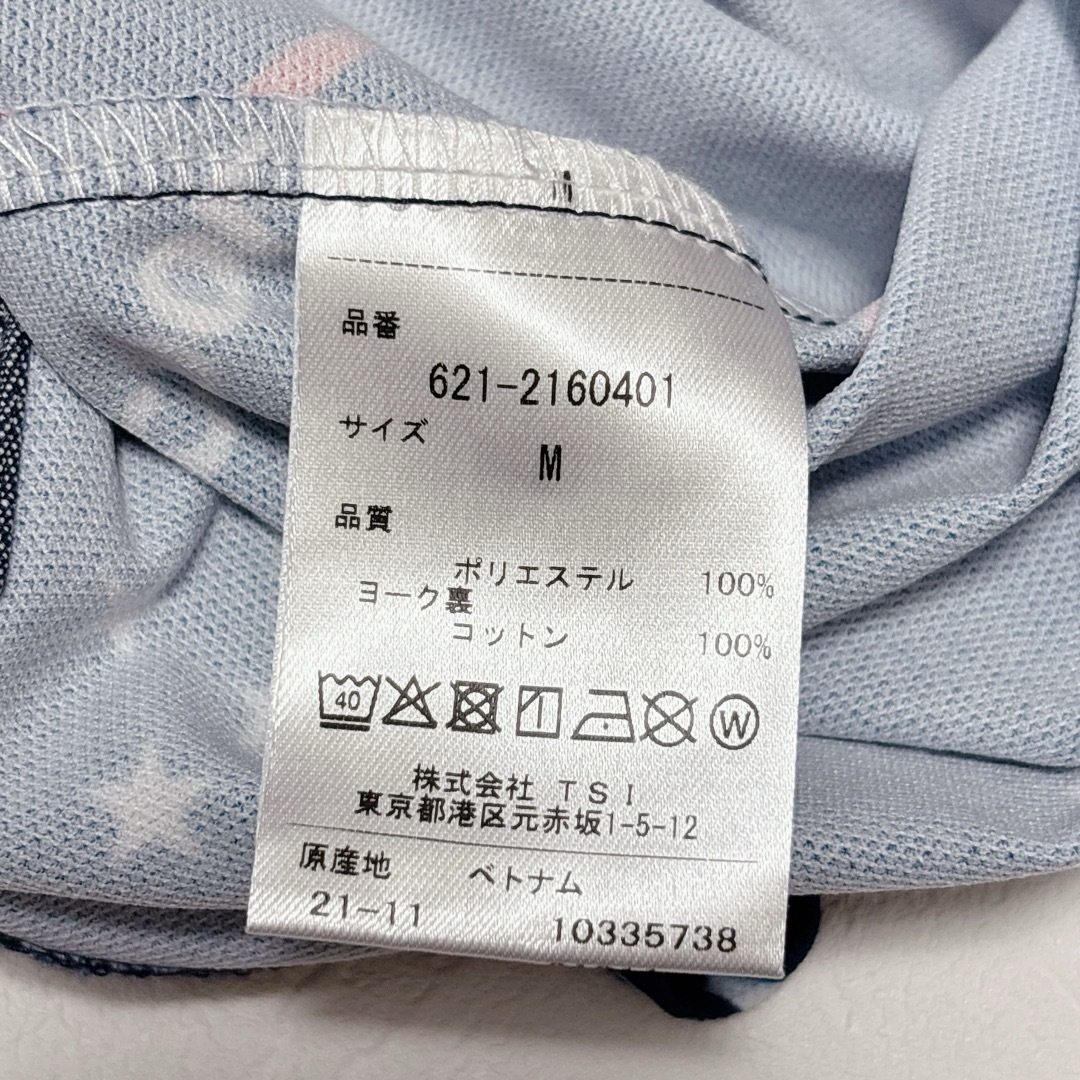 品番
621-2160401
サイズ
M
品質
ポリエステル 100%
ヨーク裏
コットン 100%
40
W
株式会社 TSI
東京都港区元赤坂1-5-12
原産地 ベトナム
21-11 10335738